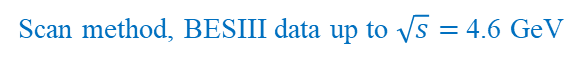 Scan method, BESIII data up to √s = 4.6 GeV